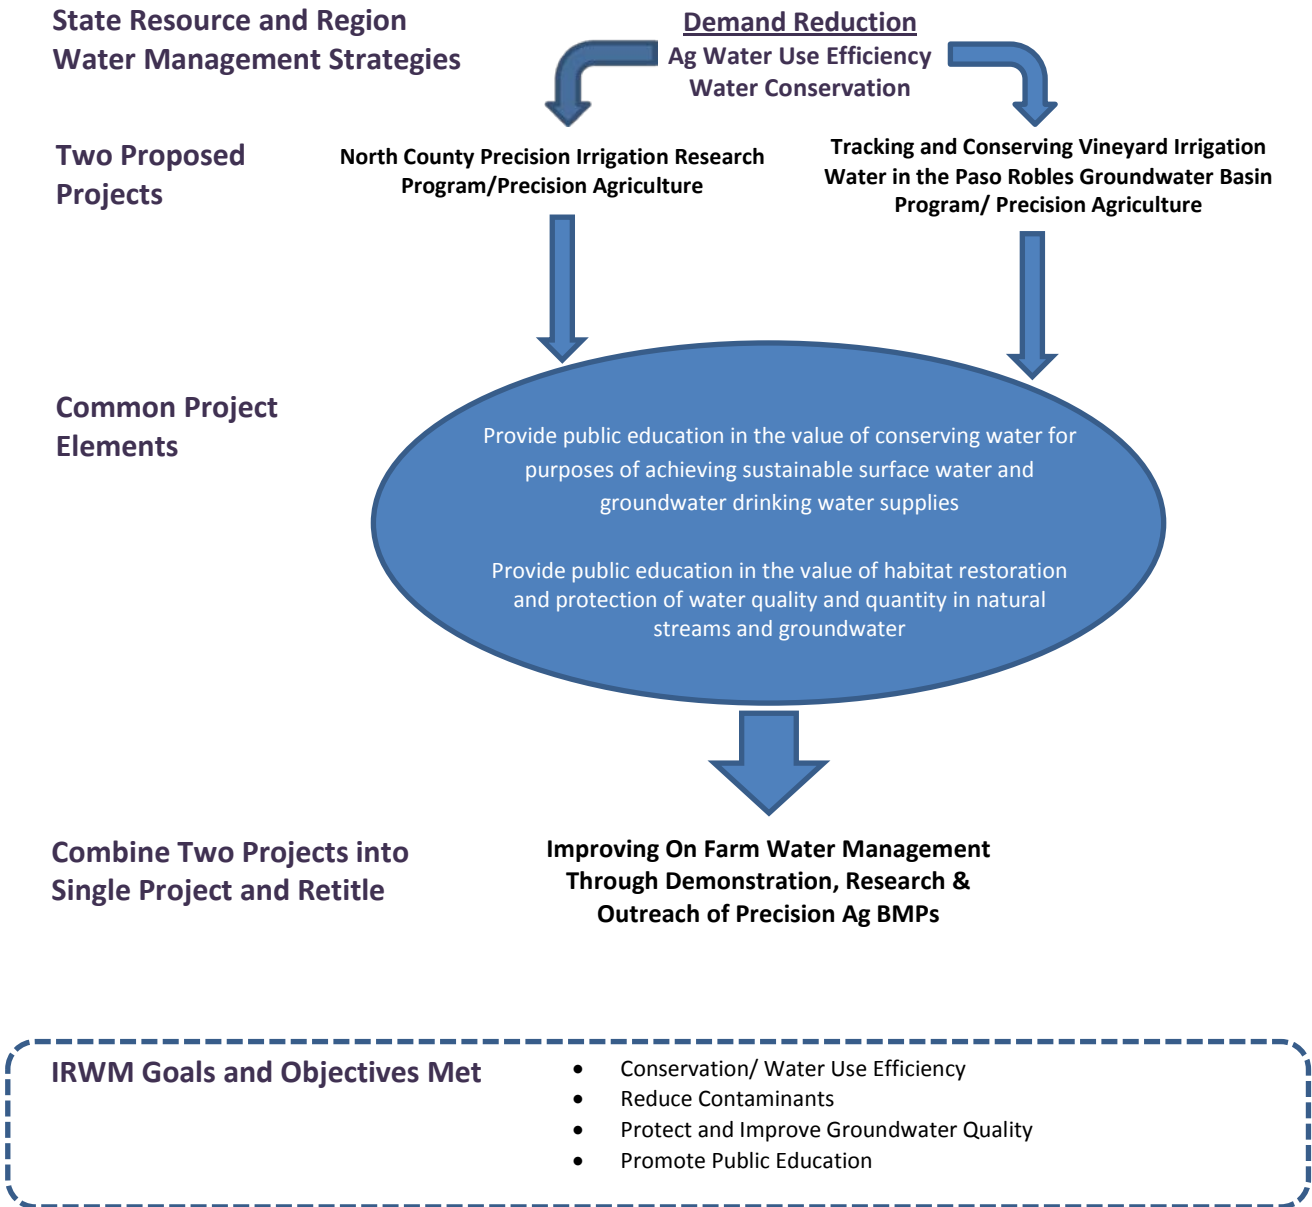 State Resource and Region
Water Management Strategies
Demand Reduction
Ag Water Use Efficiency
Water Conservation
Two Proposed
Projects
North County Precision Irrigation Research
Program/Precision Agriculture
Tracking and Conserving Vineyard Irrigation
Water in the Paso Robles Groundwater Basin
Program/ Precision Agriculture
Common Project
Elements
Provide public education in the value of conserving water for
purposes of achieving sustainable surface water and
groundwater drinking water supplies
Provide public education in the value of habitat restoration
and protection of water quality and quantity in natural
streams and groundwater
Combine Two Projects into
Single Project and Retitle
Improving On Farm Water Management
Through Demonstration, Research &
Outreach of Precision Ag BMPs
IRWM Goals and Objectives Met
• Conservation/ Water Use Efficiency
• Reduce Contaminants
• Protect and Improve Groundwater Quality
• Promote Public Education